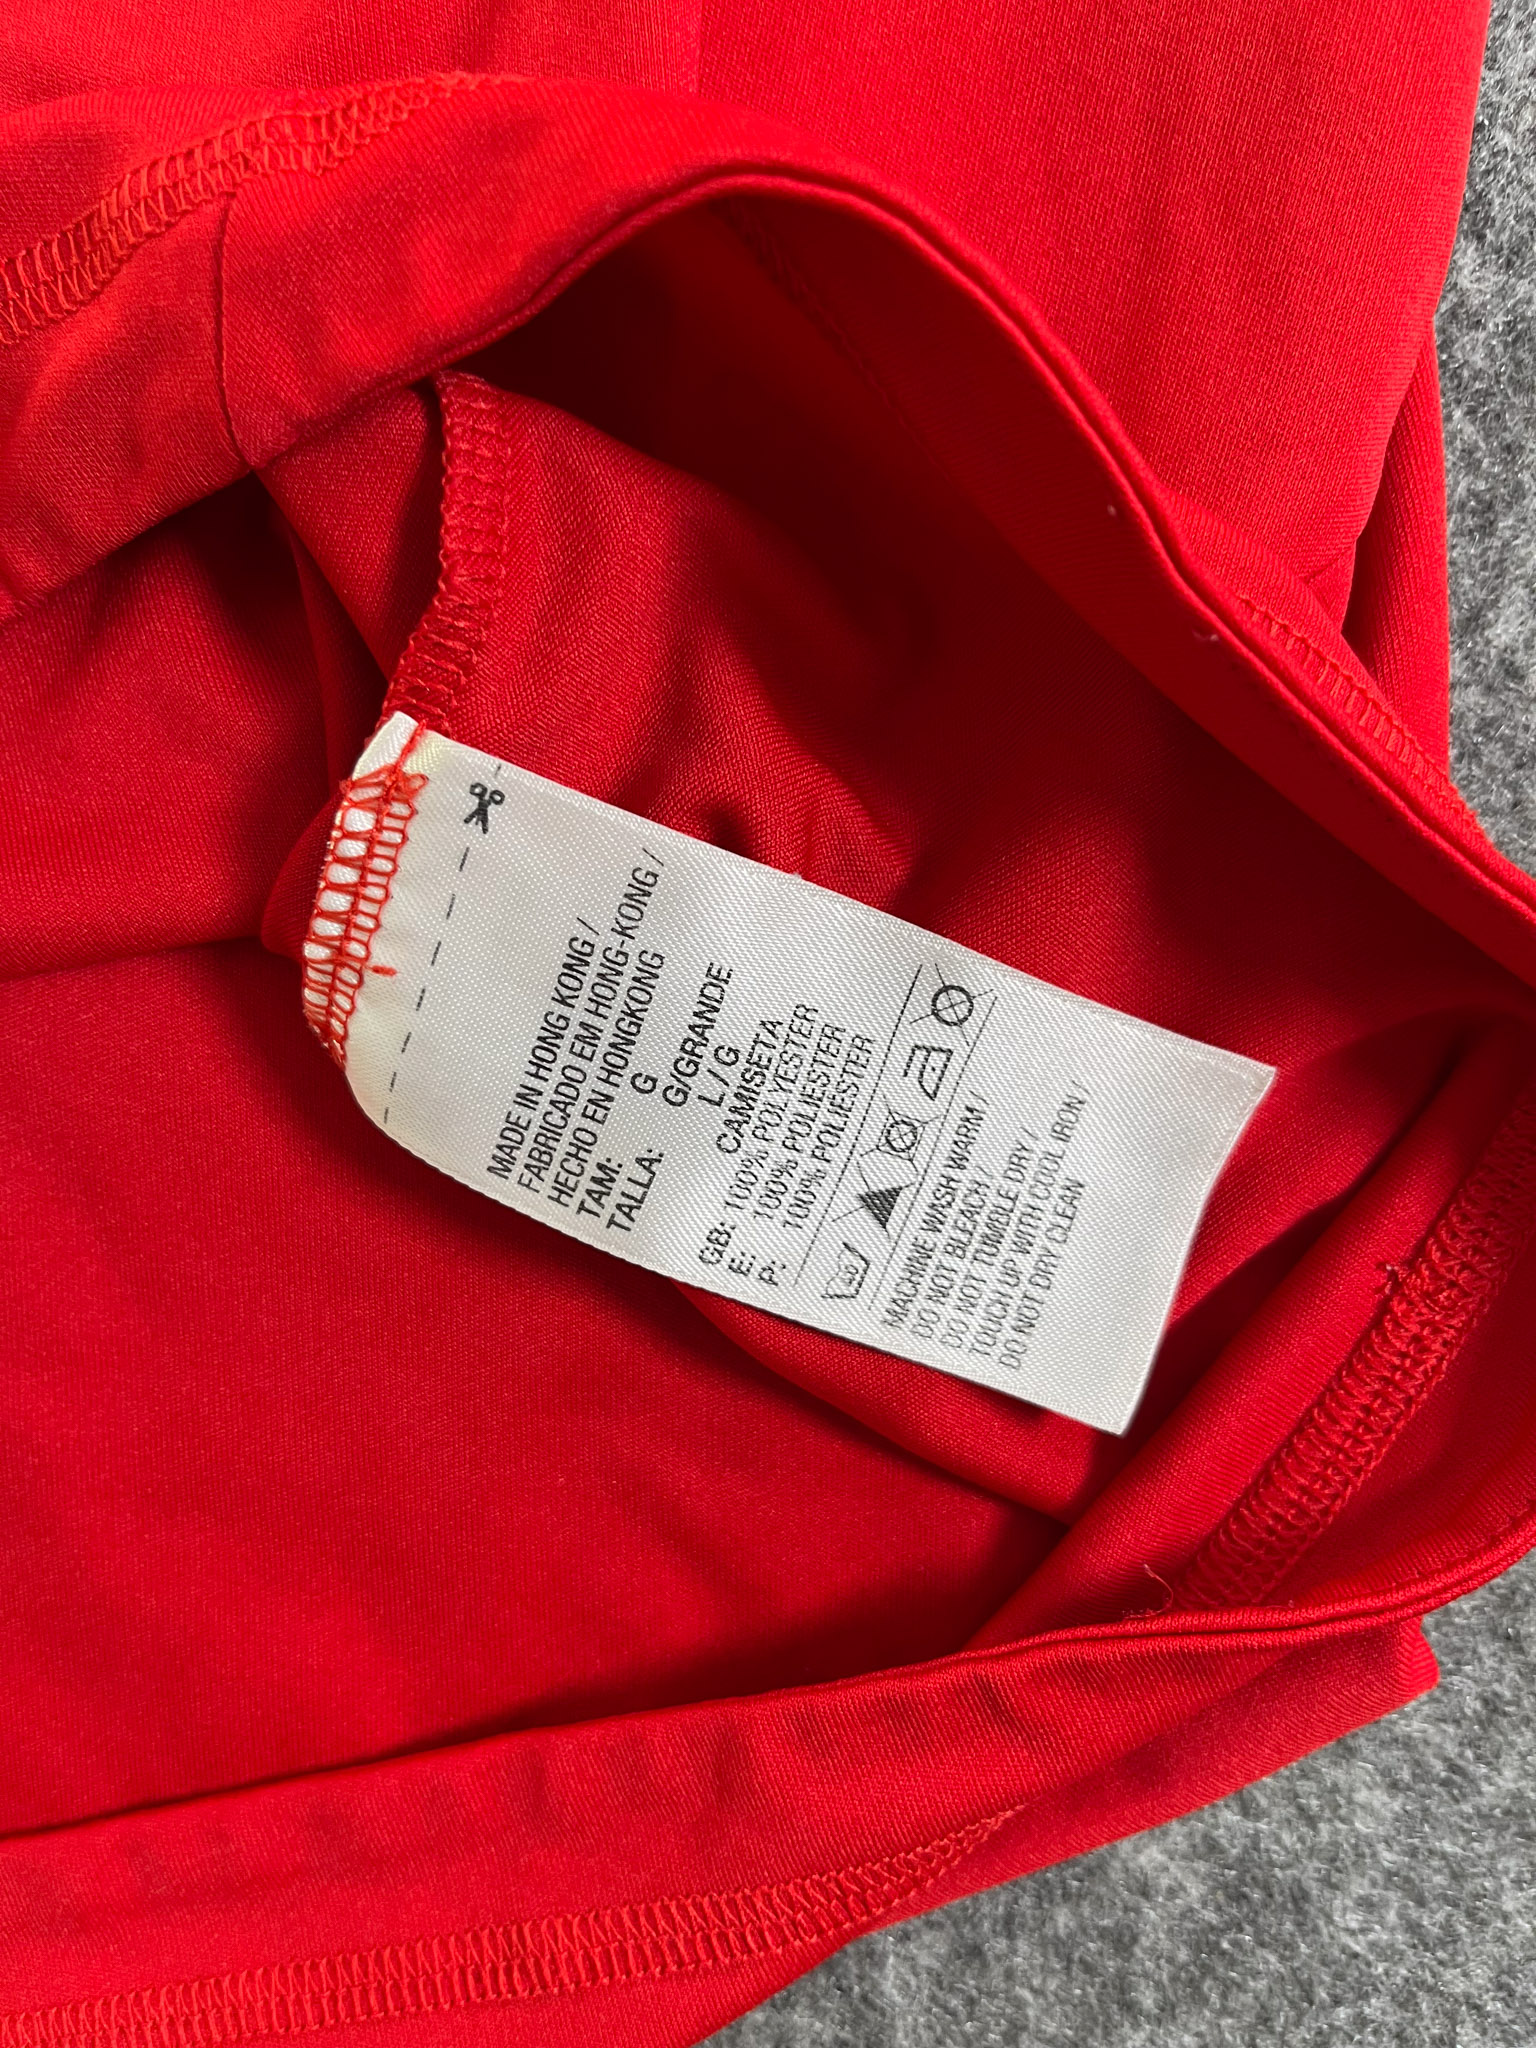 MADE IN HONG KONG /
FABRICADO EM HONG-KONG /
HECHO EN HONGKONG
TAM: G
TALLA: G/GRANDE
L / G
CAMISETA
GB: 100% POLYESTER
E: 100% POLIESTER
P: 100% POLIESTER
40
MACHINE WASH WARM /
DO NOT BLEACH /
DO NOT TUMBLE DRY /
TOUCH UP WITH COOL IRON /
DO NOT DRY CLEAN